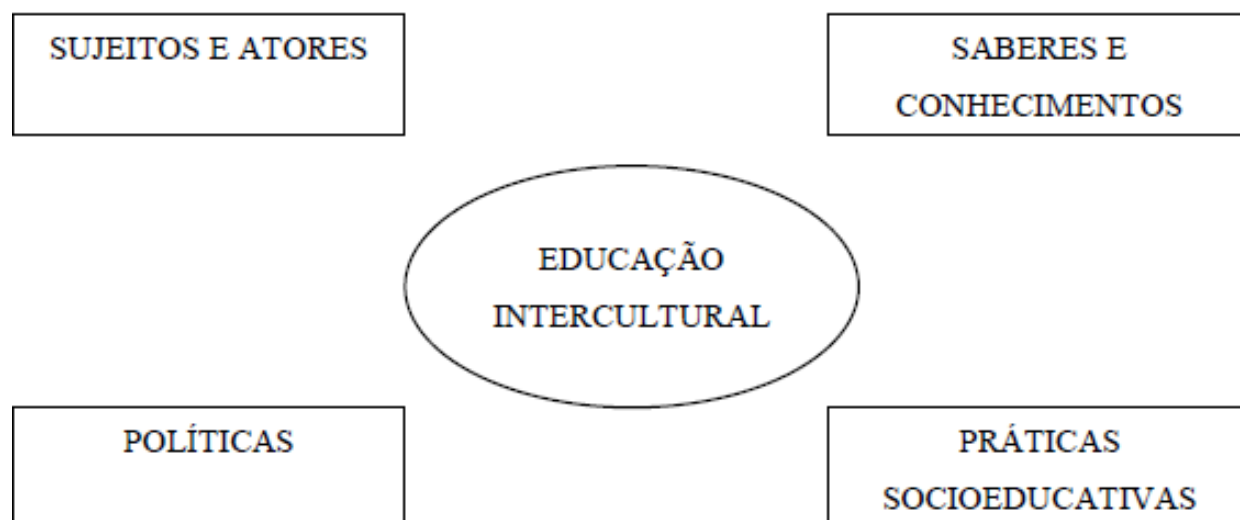 SUJEITOS E ATORES
SABERES E
CONHECIMENTOS
EDUCAÇÃO
INTERCULTURAL
POLÍTICAS
PRÁTICAS
SOCIOEDUCATIVAS